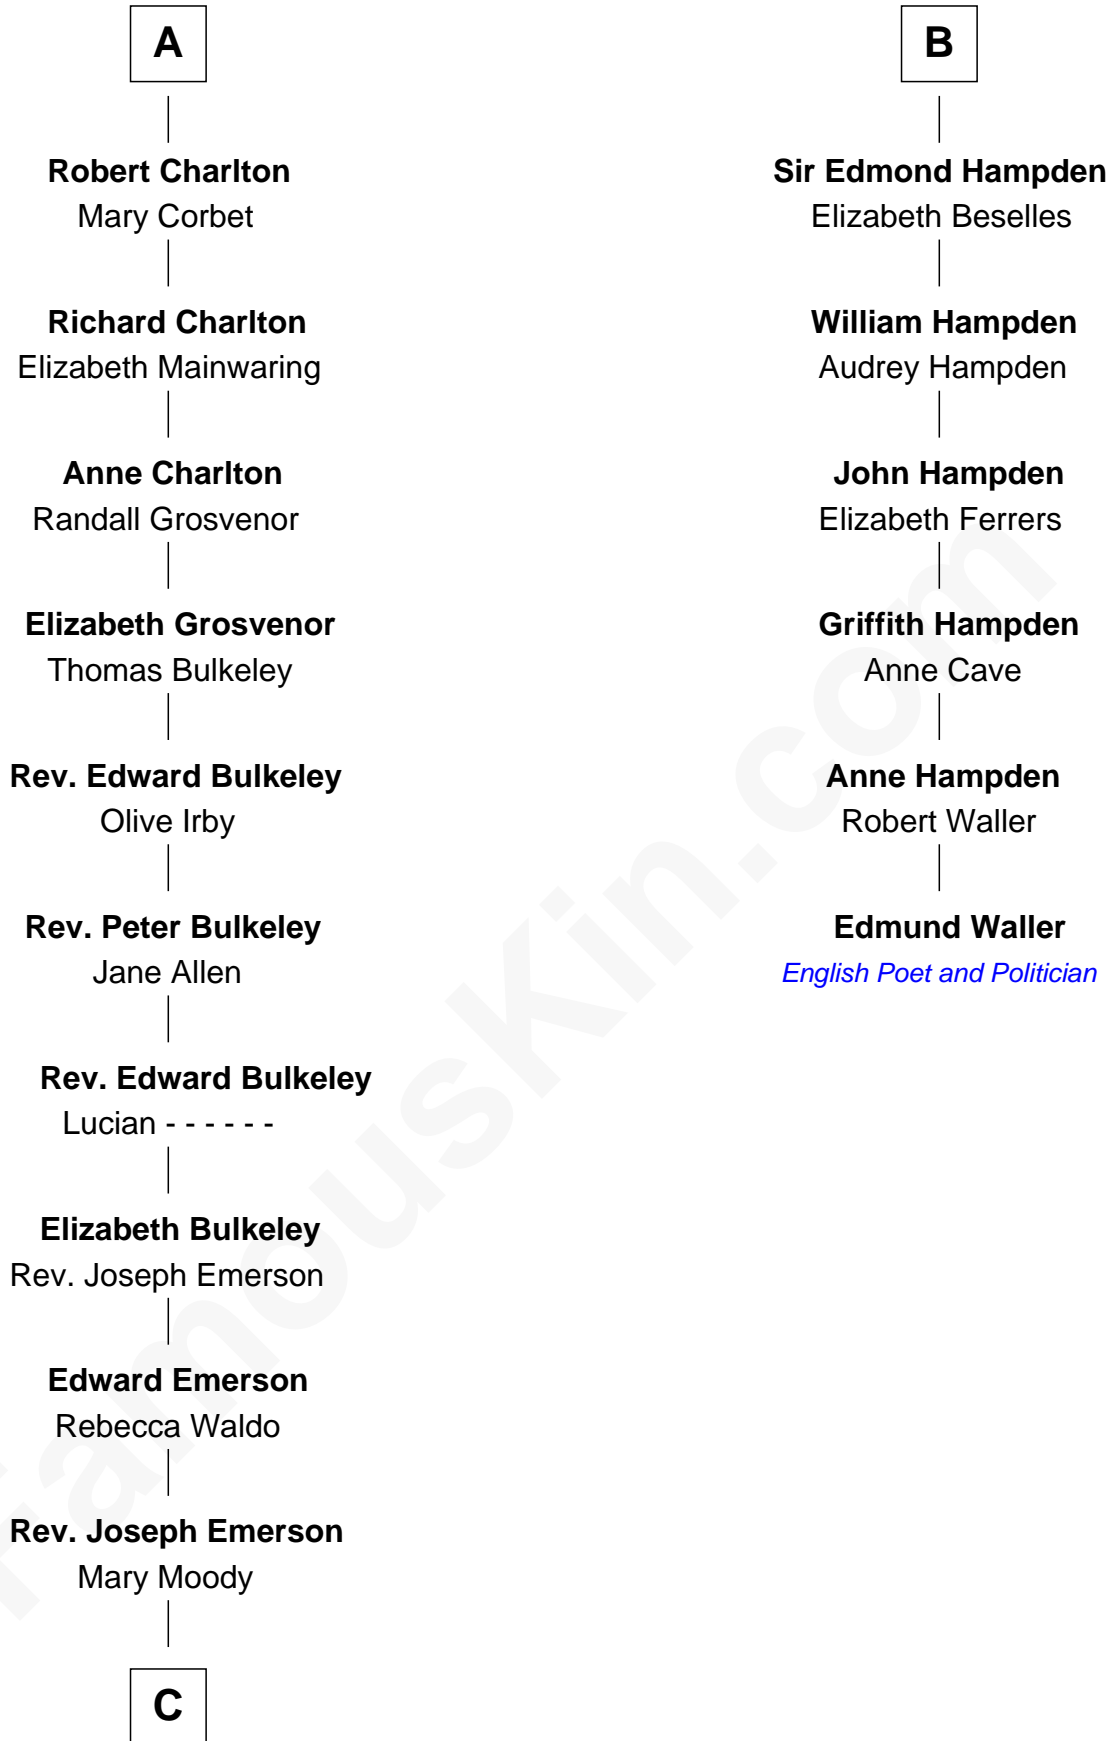 A
Robert Charlton
Mary Corbet
Richard Charlton
Elizabeth Mainwaring
Anne Charlton
Randall Grosvenor
Elizabeth Grosvenor
Thomas Bulkeley
Rev. Edward Bulkeley
Olive Irby
Rev. Peter Bulkeley
Jane Allen
Rev. Edward Bulkeley
Lucian - - - - - -
Elizabeth Bulkeley
Rev. Joseph Emerson
Edward Emerson
Rebecca Waldo
Rev. Joseph Emerson
Mary Moody
C
B
Sir Edmond Hampden
Elizabeth Beselles
William Hampden
Audrey Hampden
John Hampden
Elizabeth Ferrers
Griffith Hampden
Anne Cave
Anne Hampden
Robert Waller
Edmund Waller
English Poet and Politician
FamousKin.com